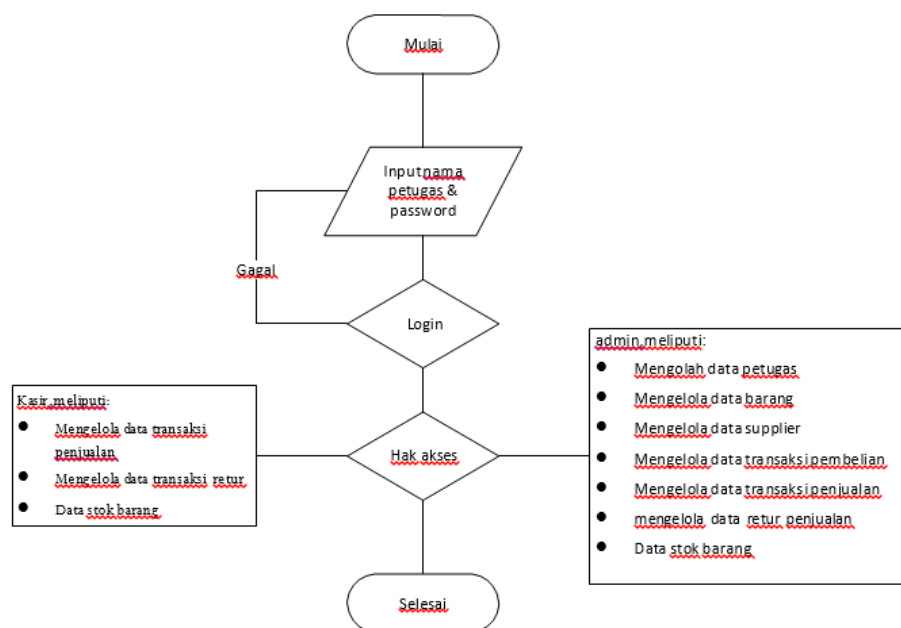 Mulai
Input nama
petugas &
password
Gagal
Login
admin,meliputi:
Mengolah data petugas
Mengelola data barang
Mengelola data supplier
Mengelola data transaksi pembelian
Mengelola data transaksi penjualan
mengelola data retur penjualan
Data stok barang
Kasir,meliputi:
Mengelola data transaksi
penjualan
Mengelola data transaksi retur
Data stok barang
Hak akses
Selesai